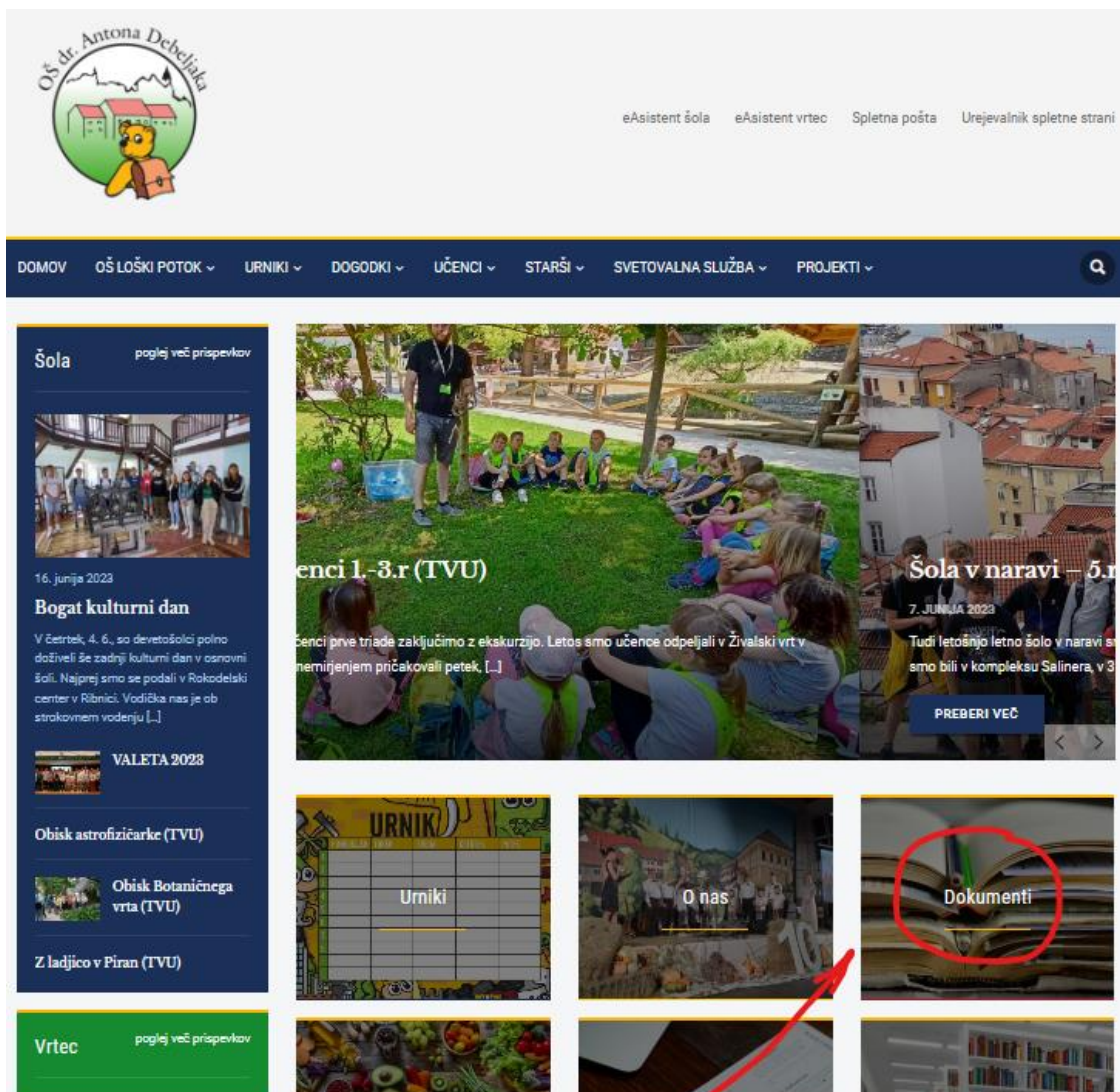 OŠ dr. Antona Debeljaka
eAsistent šola eAsistent vrtec Spletna pošta Urejevalnik spletne strani
DOMOV OŠ LOŠKI POTOK URNIKI DOGODKI UČENCI STARŠI SVETOVALNA SLUŽBA PROJEKTI
Šola
poglej več prispevkov
16. junija 2023
Bogat kulturni dan
V četrtek, 4. 6., so devetošolci polno
doživeli še zadnji kulturni dan v osnovni
šoli. Najprej smo se podali v Rokodelski
center v Ribnici. Vodička nas je ob
strokovnem vodenju [...]
VALETA 2023
Obisk astrofizičarke (TVU)
Obisk Botaničnega
vrta (TVU)
Z ladjico v Piran (TVU)
Vrtec
poglej več prispevkov
enci 1.-3.r (TVU)
čenci prve triade zaključimo z ekskurzijo. Letos smo učence odpeljali v Živalski vrt v
nemirjenjem pričakovali petek, [...]
Šola v naravi – 5.r
7. JUNIJA 2023
Tudi letošnjo letno šolo v naravi s
smo bili v kompleksu Salinera, v 3
PREBERI VEČ
URNIK
Urniki
O nas
10
Dokumenti